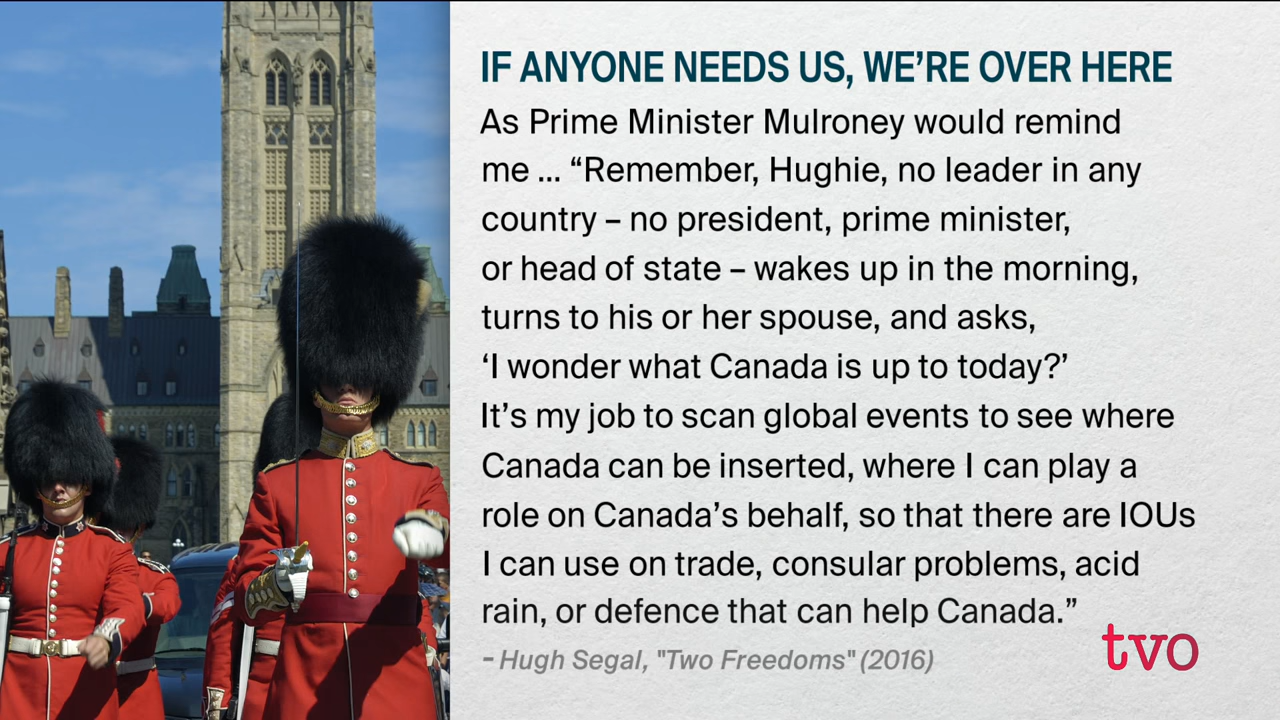 IF ANYONE NEEDS US, WE'RE OVER HERE
As Prime Minister Mulroney would remind
me ... “Remember, Hughie, no leader in any
country – no president, prime minister,
or head of state – wakes up in the morning,
turns to his or her spouse, and asks,
‘I wonder what Canada is up to today?’
It’s my job to scan global events to see where
Canada can be inserted, where I can play a
role on Canada’s behalf, so that there are IOUs
I can use on trade, consular problems, acid
rain, or defence that can help Canada.”
– Hugh Segal, "Two Freedoms" (2016)
tvo